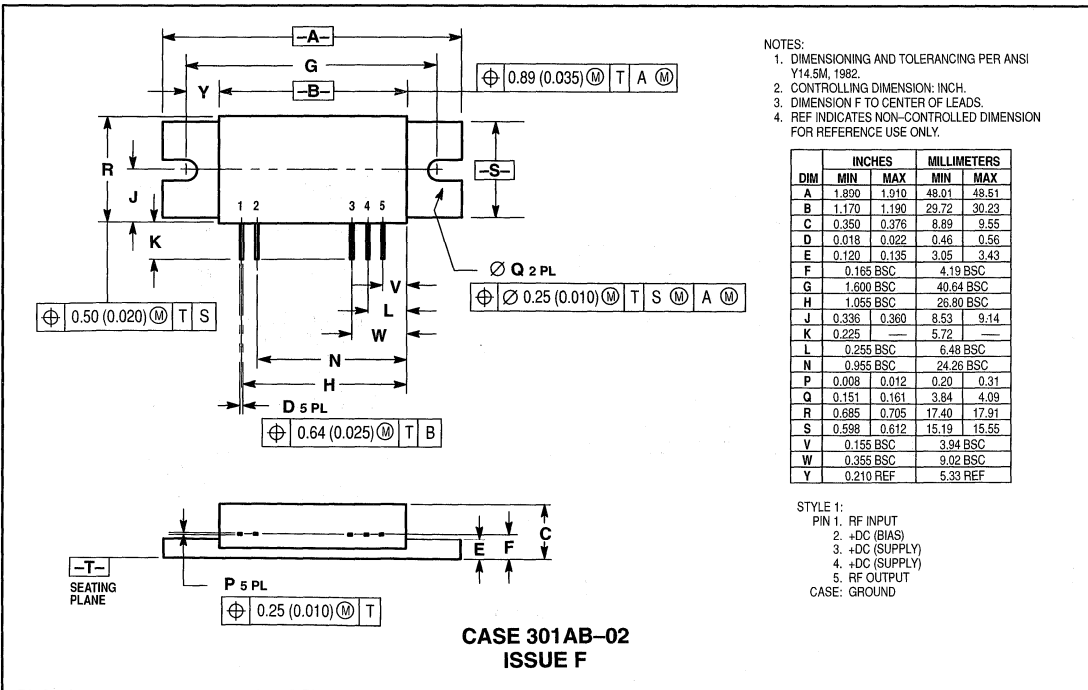 –A–
G
Y
–B–
⌖ 0.89 (0.035) Ⓜ T A Ⓜ
R
J
K
–S–
1 2 3 4 5
V
L
W
N
H
∅ Q 2 PL
⌖ ∅ 0.25 (0.010) Ⓜ T S Ⓜ A Ⓜ
⌖ 0.50 (0.020) Ⓜ T S
D 5 PL
⌖ 0.64 (0.025) Ⓜ T B
C
E
F
–T–
SEATING
PLANE
P 5 PL
⌖ 0.25 (0.010) Ⓜ T
NOTES:
1. DIMENSIONING AND TOLERANCING PER ANSI
Y14.5M, 1982.
2. CONTROLLING DIMENSION: INCH.
3. DIMENSION F TO CENTER OF LEADS.
4. REF INDICATES NON–CONTROLLED DIMENSION
FOR REFERENCE USE ONLY.
INCHES MILLIMETERS
DIM MIN MAX MIN MAX
A 1.890 1.910 48.01 48.51
B 1.170 1.190 29.72 30.23
C 0.350 0.376 8.89 9.55
D 0.018 0.022 0.46 0.56
E 0.120 0.135 3.05 3.43
F 0.165 BSC 4.19 BSC
G 1.600 BSC 40.64 BSC
H 1.055 BSC 26.80 BSC
J 0.336 0.360 8.53 9.14
K 0.225 — 5.72 —
L 0.255 BSC 6.48 BSC
N 0.955 BSC 24.26 BSC
P 0.008 0.012 0.20 0.31
Q 0.151 0.161 3.84 4.09
R 0.685 0.705 17.40 17.91
S 0.598 0.612 15.19 15.55
V 0.155 BSC 3.94 BSC
W 0.355 BSC 9.02 BSC
Y 0.210 REF 5.33 REF
STYLE 1:
PIN 1. RF INPUT
2. +DC (BIAS)
3. +DC (SUPPLY)
4. +DC (SUPPLY)
5. RF OUTPUT
CASE: GROUND
CASE 301AB–02
ISSUE F